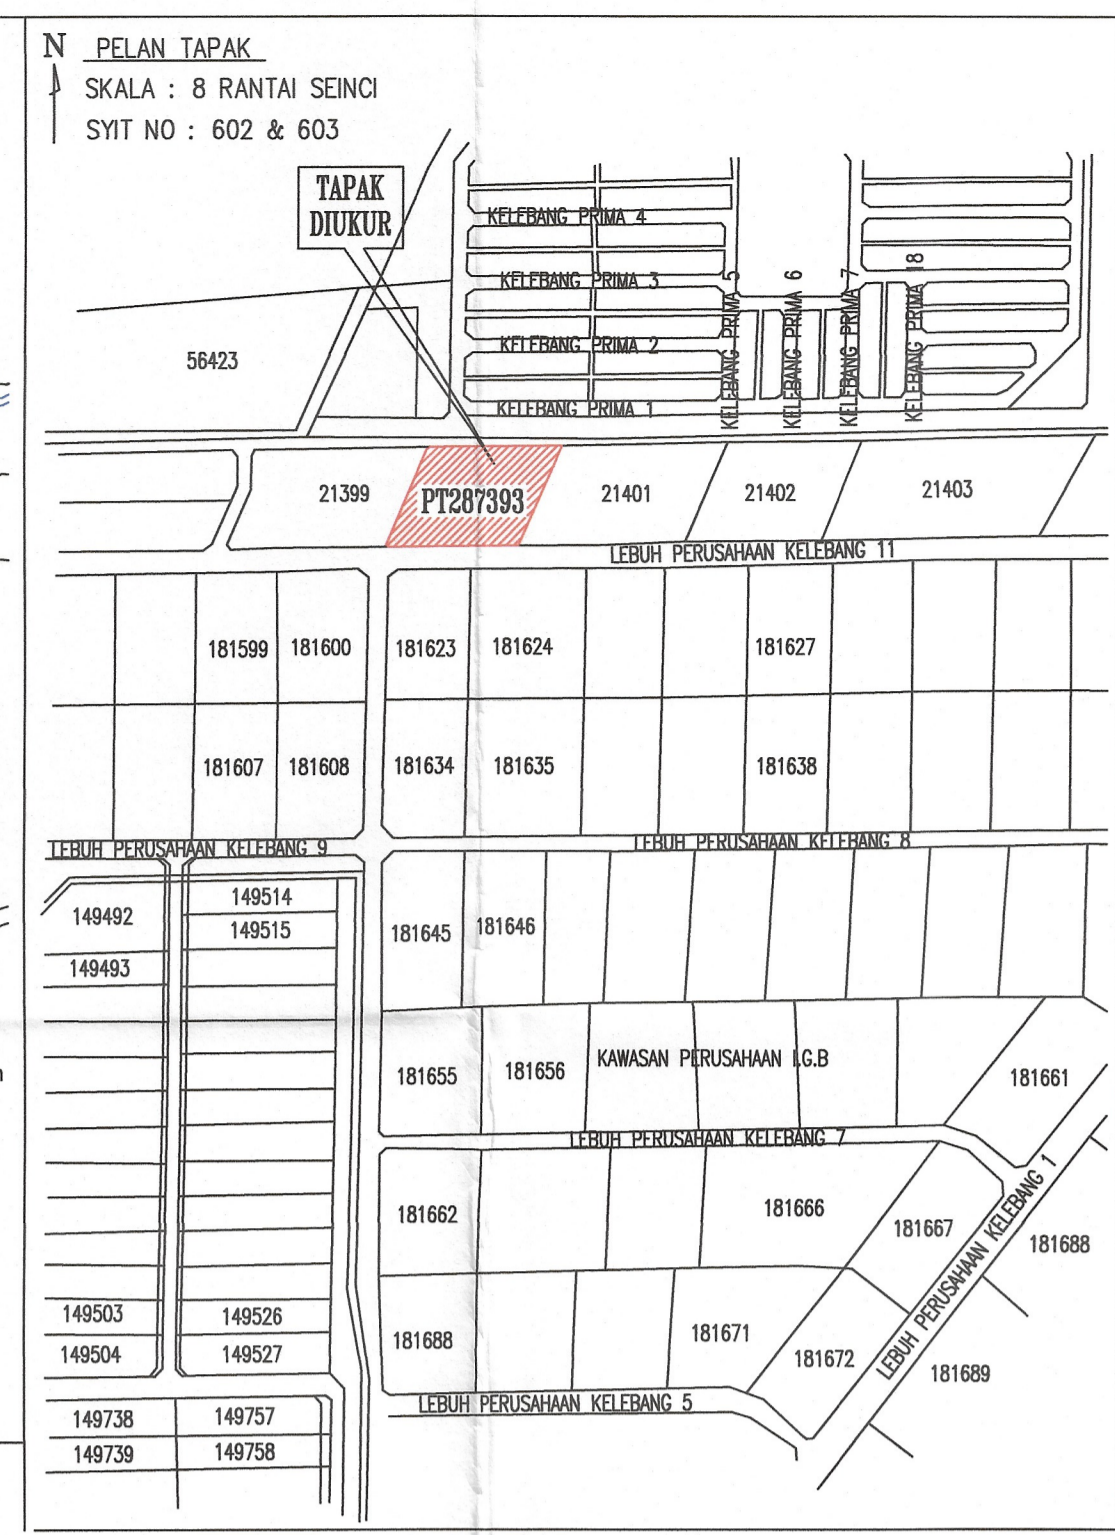 N PELAN TAPAK
SKALA : 8 RANTAI SEINCI
SYIT NO : 602 & 603
TAPAK
DIUKUR
KELEBANG PRIMA 4
KELEBANG PRIMA 3
KELEBANG PRIMA 2
KELEBANG PRIMA 1
KELEBANG PRIMA 5
KELEBANG PRIMA 6
KELEBANG PRIMA 7
KELEBANG PRIMA 18
56423
21399
PT287393
21401
21402
21403
LEBUH PERUSAHAAN KELEBANG 11
181599 181600 181623 181624 181627
181607 181608 181634 181635 181638
LEBUH PERUSAHAAN KELEBANG 9
LEBUH PERUSAHAAN KELEBANG 8
149514
149492
149515
181645 181646
149493
181655 181656 KAWASAN PERUSAHAAN I.G.B 181661
LEBUH PERUSAHAAN KELEBANG 7
181662 181666 181667
LEBUH PERUSAHAAN KELEBANG 1
181688
149503 149526
149504 149527
181688 181671 181672 181689
LEBUH PERUSAHAAN KELEBANG 5
149738 149757
149739 149758